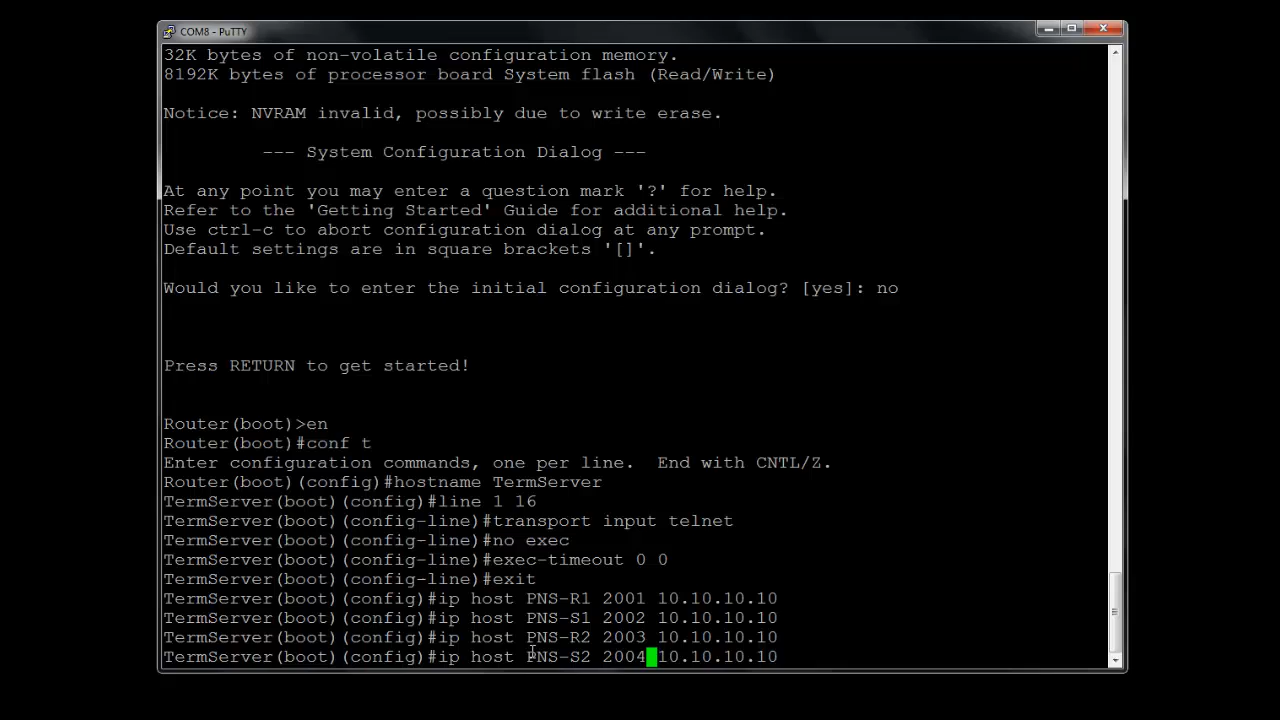 COM8 - PuTTY
32K bytes of non-volatile configuration memory.
8192K bytes of processor board System flash (Read/Write)
Notice: NVRAM invalid, possibly due to write erase.
--- System Configuration Dialog ---
At any point you may enter a question mark '?' for help.
Refer to the 'Getting Started' Guide for additional help.
Use ctrl-c to abort configuration dialog at any prompt.
Default settings are in square brackets '[]'.
Would you like to enter the initial configuration dialog? [yes]: no
Press RETURN to get started!
Router(boot)>en
Router(boot)#conf t
Enter configuration commands, one per line.  End with CNTL/Z.
Router(boot)(config)#hostname TermServer
TermServer(boot)(config)#line 1 16
TermServer(boot)(config-line)#transport input telnet
TermServer(boot)(config-line)#no exec
TermServer(boot)(config-line)#exec-timeout 0 0
TermServer(boot)(config-line)#exit
TermServer(boot)(config)#ip host PNS-R1 2001 10.10.10.10
TermServer(boot)(config)#ip host PNS-S1 2002 10.10.10.10
TermServer(boot)(config)#ip host PNS-R2 2003 10.10.10.10
TermServer(boot)(config)#ip host PNS-S2 2004 10.10.10.10